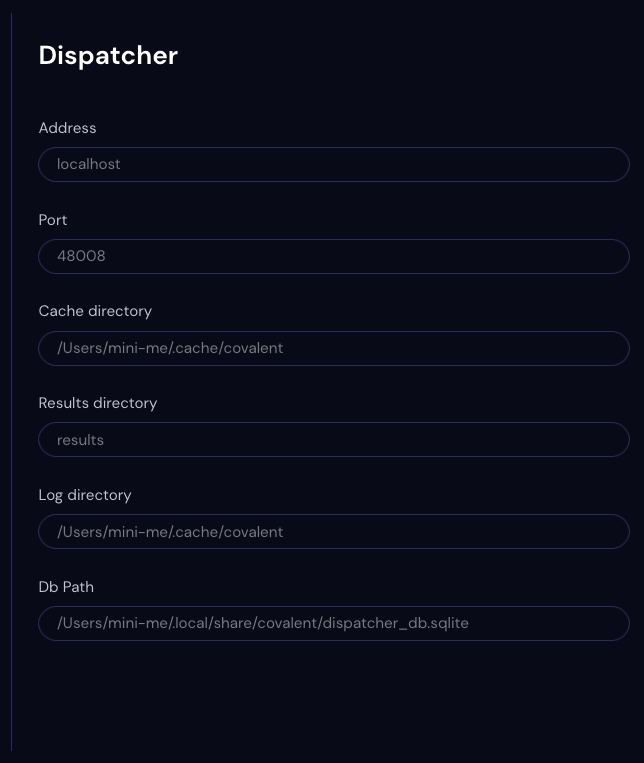 Dispatcher
Address
localhost
Port
48008
Cache directory
/Users/mini-me/.cache/covalent
Results directory
results
Log directory
/Users/mini-me/.cache/covalent
Db Path
/Users/mini-me/.local/share/covalent/dispatcher_db.sqlite